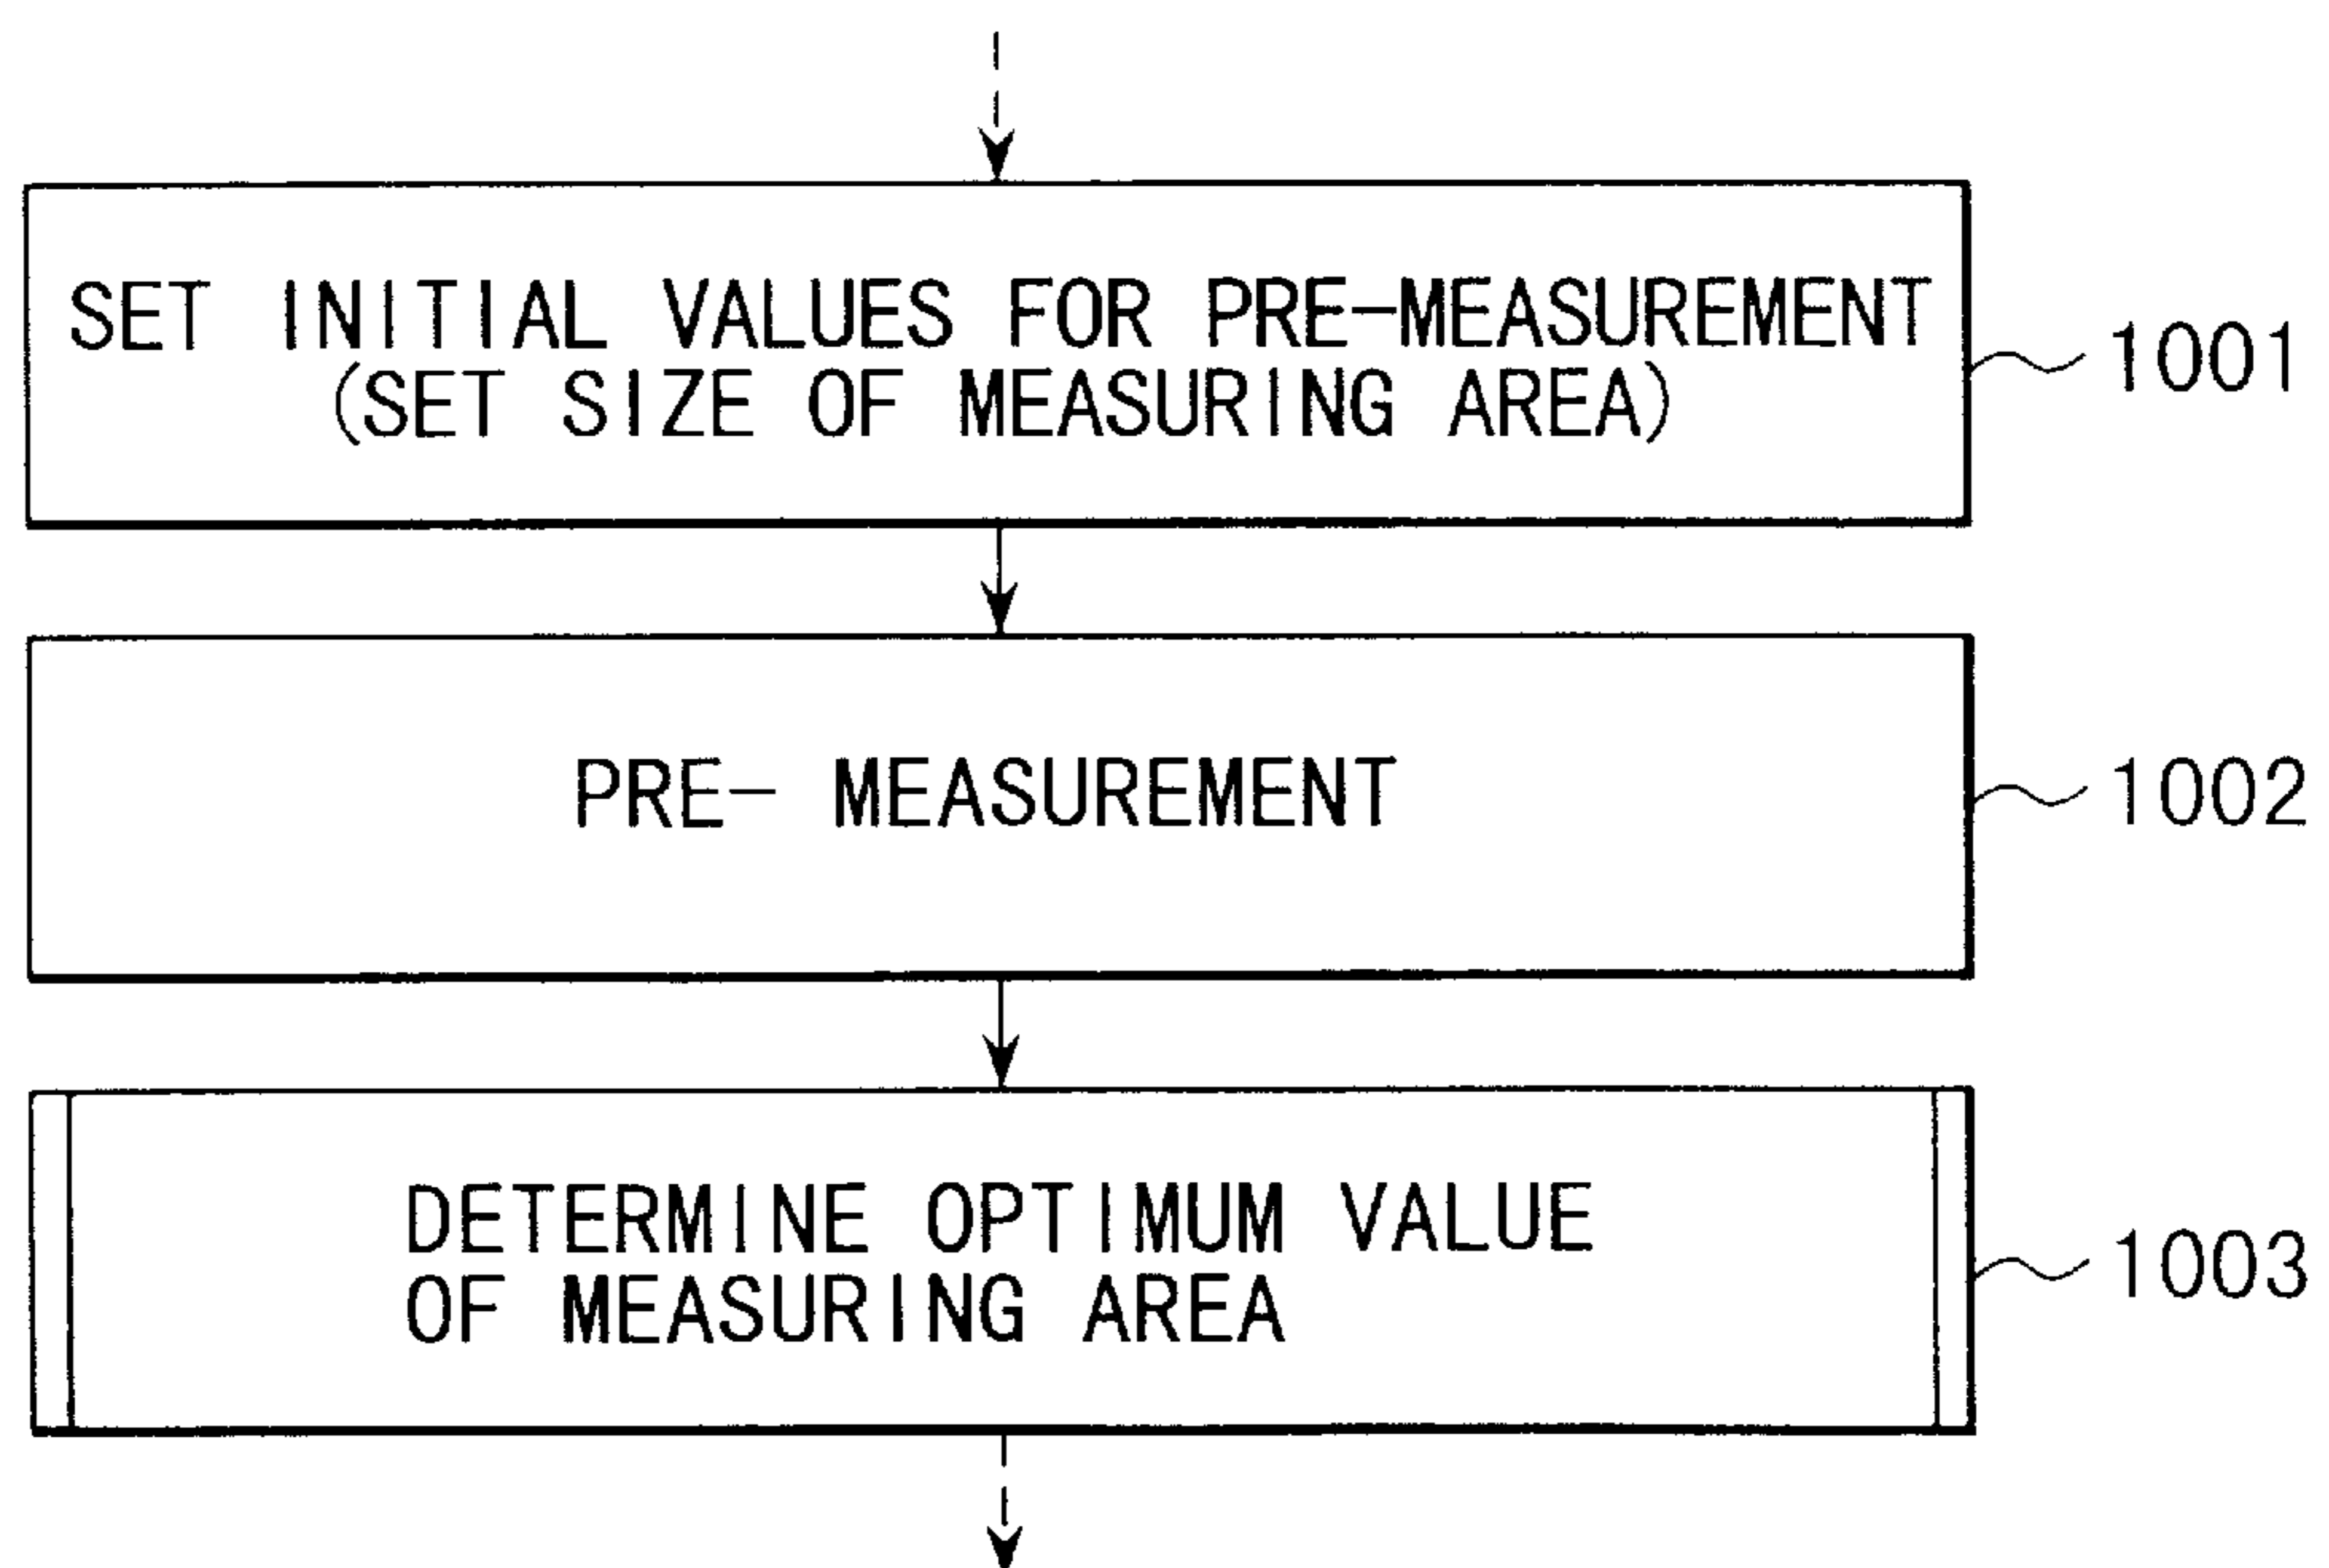 SET INITIAL VALUES FOR PRE-MEASUREMENT
(SET SIZE OF MEASURING AREA)
1001
PRE- MEASUREMENT
1002
DETERMINE OPTIMUM VALUE
OF MEASURING AREA
1003